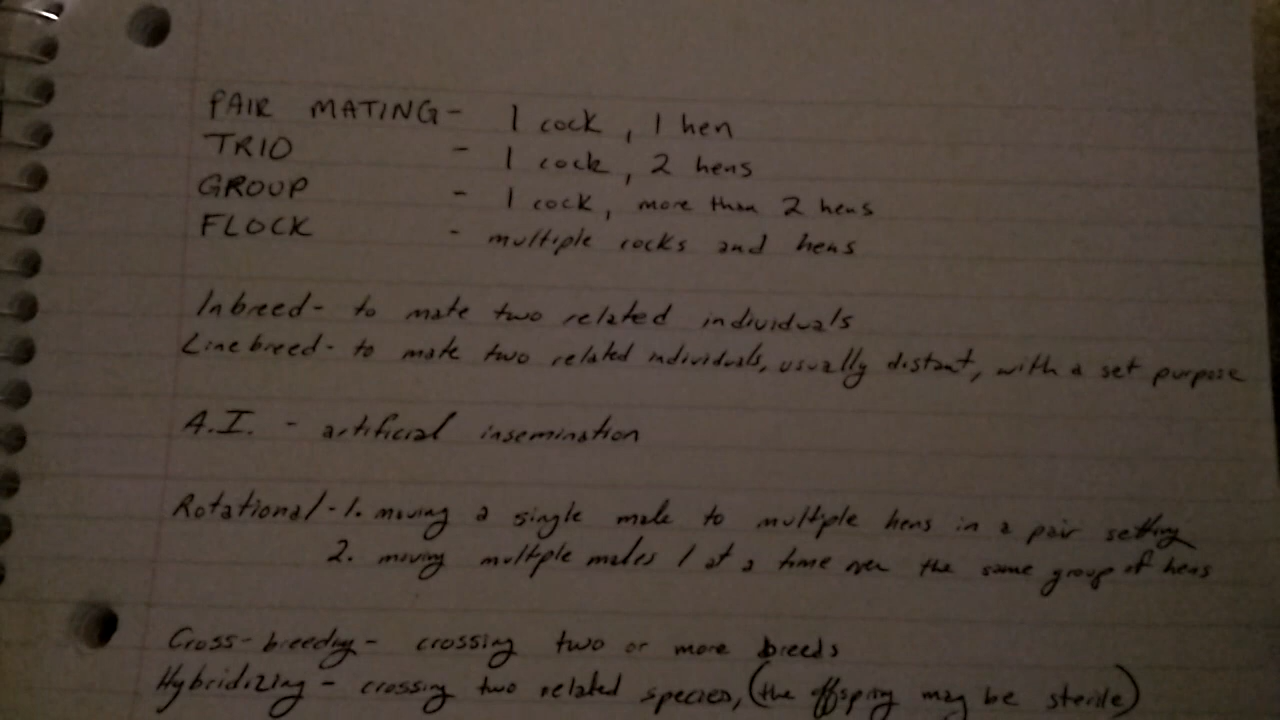 PAIR MATING - 1 cock, 1 hen
TRIO - 1 cock, 2 hens
GROUP - 1 cock, more than 2 hens
FLOCK - multiple cocks and hens
Inbreed - to mate two related individuals
Linebreed - to mate two related individuals, usually distant, with a set purpose
A.I. - artificial insemination
Rotational - 1. moving a single male to multiple hens in a pair setting
2. moving multiple males 1 at a time over the same group of hens
Cross-breeding - crossing two or more breeds
Hybridizing - crossing two related species, (the offspring may be sterile)